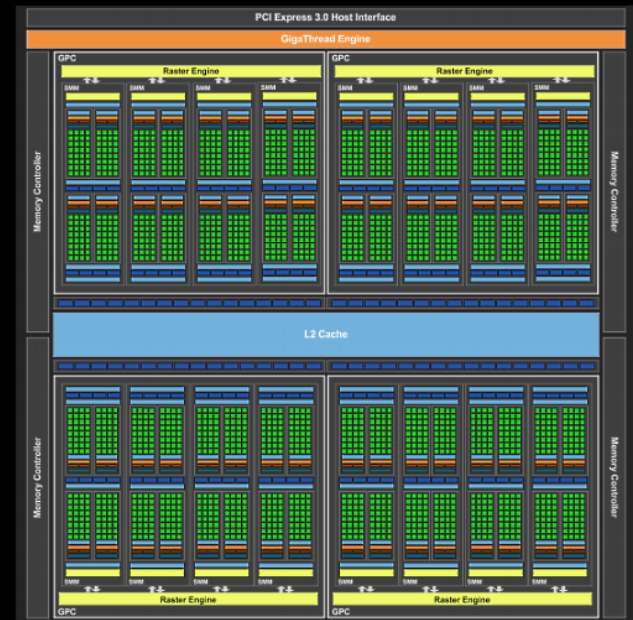 PCI Express 3.0 Host Interface
GigaThread Engine
GPC
GPC
Raster Engine
Raster Engine
SMM
SMM
SMM
SMM
SMM
SMM
SMM
SMM
Memory Controller
Memory Controller
L2 Cache
Memory Controller
Memory Controller
SMM
SMM
SMM
SMM
SMM
SMM
SMM
SMM
Raster Engine
Raster Engine
GPC
GPC